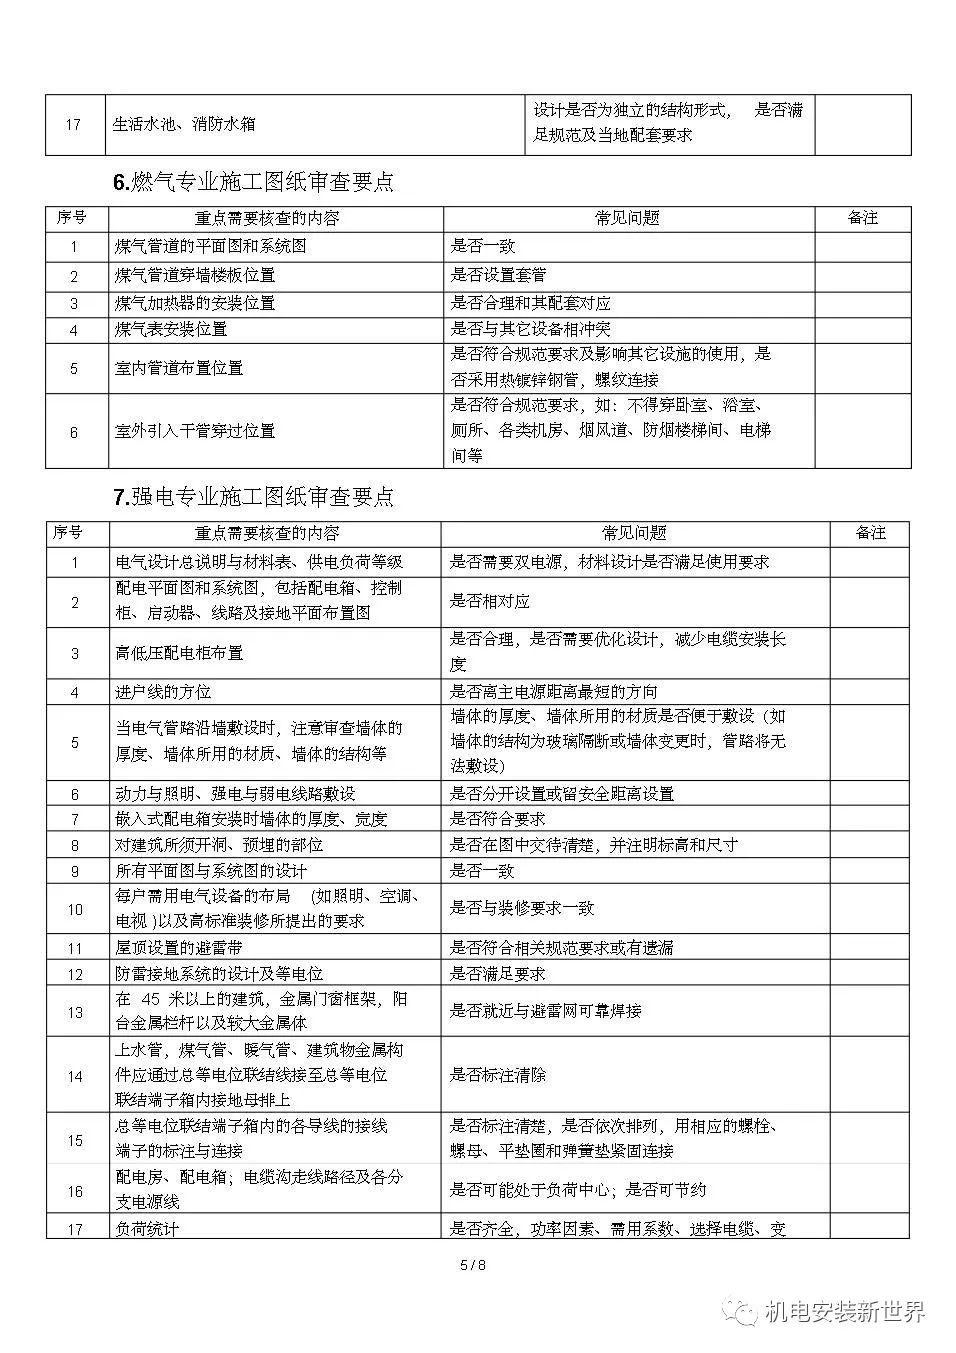 17 生活水池、消防水箱 设计是否为独立的结构形式， 是否满
足规范及当地配套要求
6.燃气专业施工图纸审查要点
序号 重点需要核查的内容 常见问题 备注
1 煤气管道的平面图和系统图 是否一致
2 煤气管道穿墙楼板位置 是否设置套管
3 煤气加热器的安装位置 是否合理和其配套对应
4 煤气表安装位置 是否与其它设备相冲突
5 室内管道布置位置 是否符合规范要求及影响其它设施的使用，是
否采用热镀锌钢管，螺纹连接
6 室外引入干管穿过位置 是否符合规范要求，如：不得穿卧室、浴室、
厕所、各类机房、烟风道、防烟楼梯间、电梯
间等
7.强电专业施工图纸审查要点
序号 重点需要核查的内容 常见问题 备注
1 电气设计总说明与材料表、供电负荷等级 是否需要双电源，材料设计是否满足使用要求
2 配电平面图和系统图，包括配电箱、控制
柜、启动器、线路及接地平面布置图 是否相对应
3 高低压配电柜布置 是否合理，是否需要优化设计，减少电缆安装长
度
4 进户线的方位 是否离主电源距离最短的方向
5 当电气管路沿墙敷设时，注意审查墙体的
厚度、墙体所用的材质、墙体的结构等 墙体的厚度、墙体所用的材质是否便于敷设（如
墙体的结构为玻璃隔断或墙体变更时，管路将无
法敷设）
6 动力与照明、强电与弱电线路敷设 是否分开设置或留安全距离设置
7 嵌入式配电箱安装时墙体的厚度、宽度 是否符合要求
8 对建筑所须开洞、预埋的部位 是否在图中交待清楚，并注明标高和尺寸
9 所有平面图与系统图的设计 是否一致
10 每户需用电气设备的布局 (如照明、空调、
电视 )以及高标准装修所提出的要求 是否与装修要求一致
11 屋顶设置的避雷带 是否符合相关规范要求或有遗漏
12 防雷接地系统的设计及等电位 是否满足要求
13 在 45 米以上的建筑，金属门窗框架，阳
台金属栏杆以及较大金属体 是否就近与避雷网可靠焊接
14 上水管，煤气管、暖气管、建筑物金属构
件应通过总等电位联结线接至总等电位
联结端子箱内接地母排上 是否标注清除
15 总等电位联结端子箱内的各导线的接线
端子的标注与连接 是否标注清楚，是否依次排列，用相应的螺栓、
螺母、平垫圈和弹簧垫紧固连接
16 配电房、配电箱；电缆沟走线路径及各分
支电源线 是否可能处于负荷中心；是否可节约
17 负荷统计 是否齐全，功率因素、需用系数、选择电缆、变
5 / 8
机电安装新世界